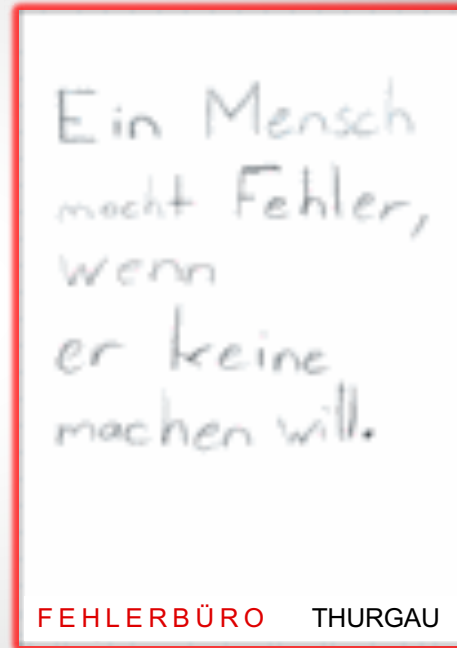 Ein Mensch
macht Fehler,
wenn
er keine
machen will.
FEHLERBÜRO THURGAU